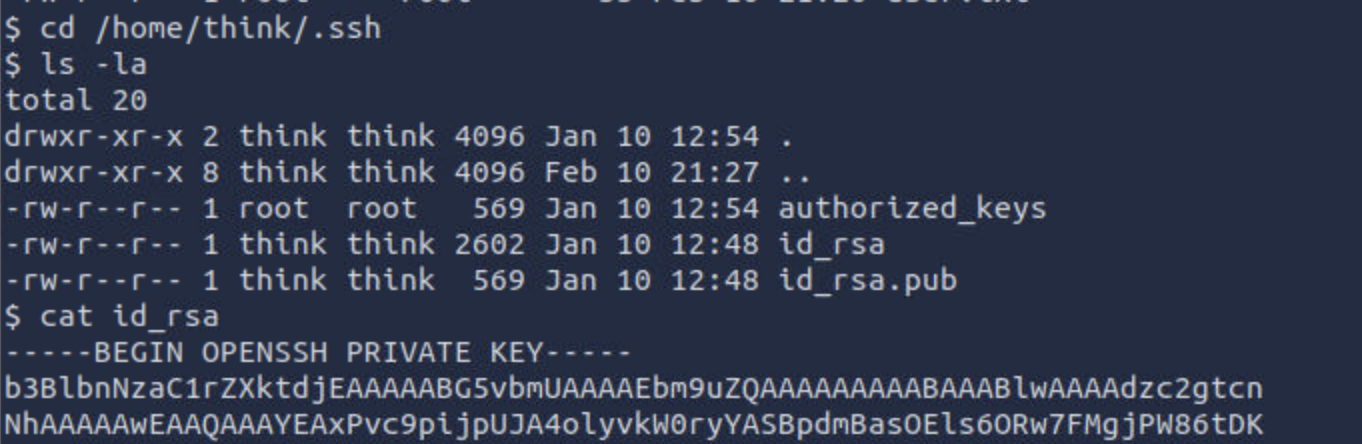 $ cd /home/think/.ssh
$ ls -la
total 20
drwxr-xr-x 2 think think 4096 Jan 10 12:54 .
drwxr-xr-x 8 think think 4096 Feb 10 21:27 ..
-rw-r--r-- 1 root  root   569 Jan 10 12:54 authorized_keys
-rw-r--r-- 1 think think 2602 Jan 10 12:48 id_rsa
-rw-r--r-- 1 think think  569 Jan 10 12:48 id_rsa.pub
$ cat id_rsa
-----BEGIN OPENSSH PRIVATE KEY-----
b3BlbnNzaC1rZXktdjEAAAAABG5vbmUAAAAEbm9uZQAAAAAAAAABAAABlwAAAAdzc2gtcn
NhAAAAAwEAAQAAAYEAxPvc9pijpUJA4olyvkW0ryYASBpdmBasOEls6ORw7FMgjPW86tDK